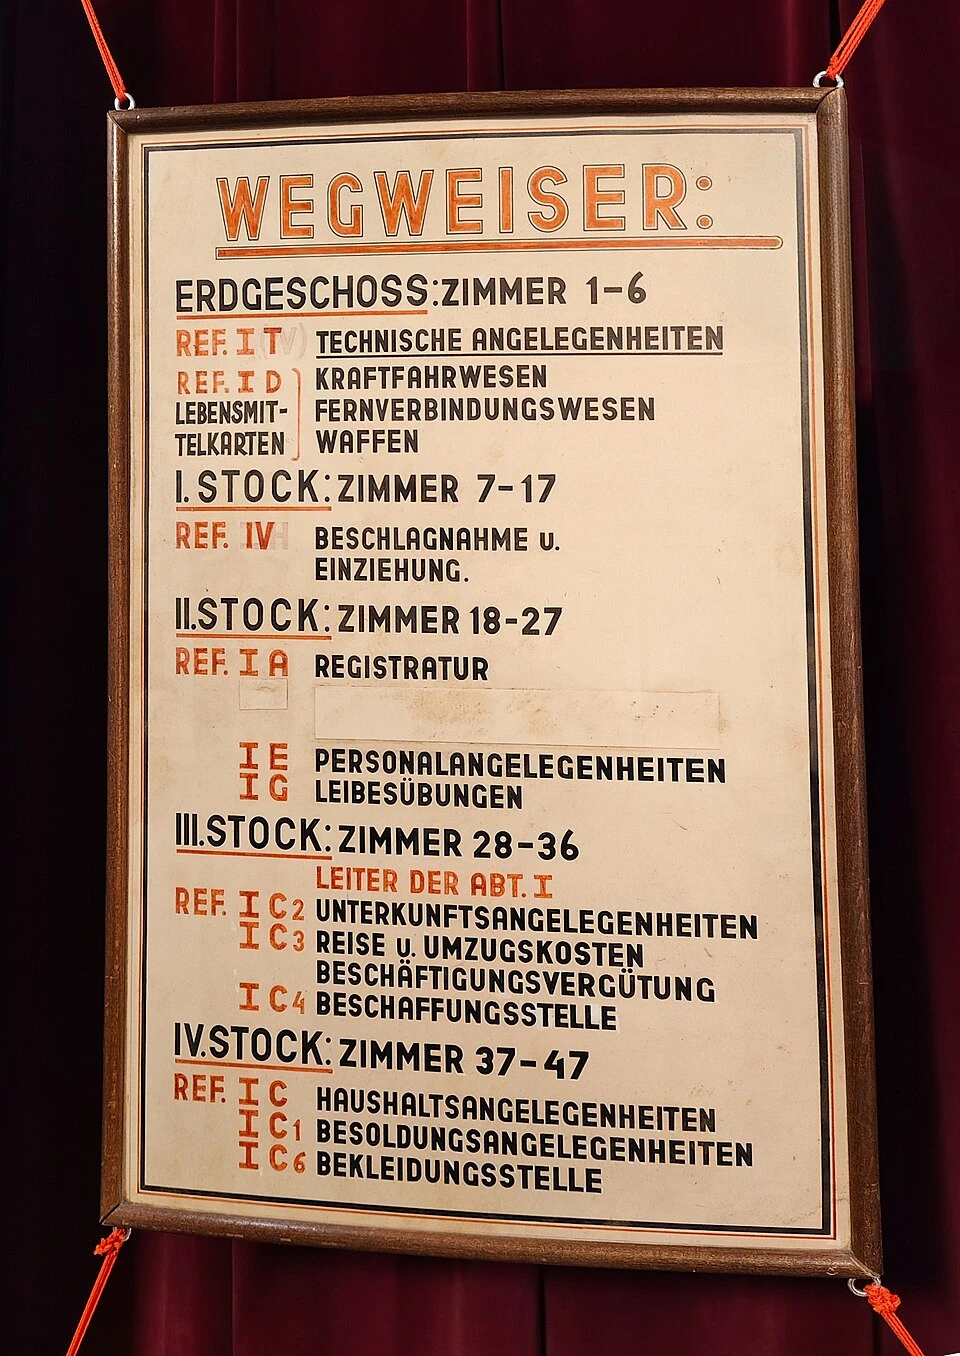 WEGWEISER:
ERDGESCHOSS: ZIMMER 1-6
REF. I T TECHNISCHE ANGELEGENHEITEN
REF. I D KRAFTFAHRWESEN
LEBENSMIT- FERNVERBINDUNGSWESEN
TELKARTEN WAFFEN
I. STOCK: ZIMMER 7-17
REF. IV BESCHLAGNAHME u.
EINZIEHUNG.
II. STOCK: ZIMMER 18-27
REF. I A REGISTRATUR
I E PERSONALANGELEGENHEITEN
I G LEIBESÜBUNGEN
III. STOCK: ZIMMER 28-36
LEITER DER ABT. I
REF. I C2 UNTERKUNFTSANGELEGENHEITEN
I C3 REISE u. UMZUGSKOSTEN
BESCHÄFTIGUNGSVERGÜTUNG
I C4 BESCHAFFUNGSSTELLE
IV. STOCK: ZIMMER 37-47
REF. I C HAUSHALTSANGELEGENHEITEN
I C1 BESOLDUNGSANGELEGENHEITEN
I C6 BEKLEIDUNGSSTELLE